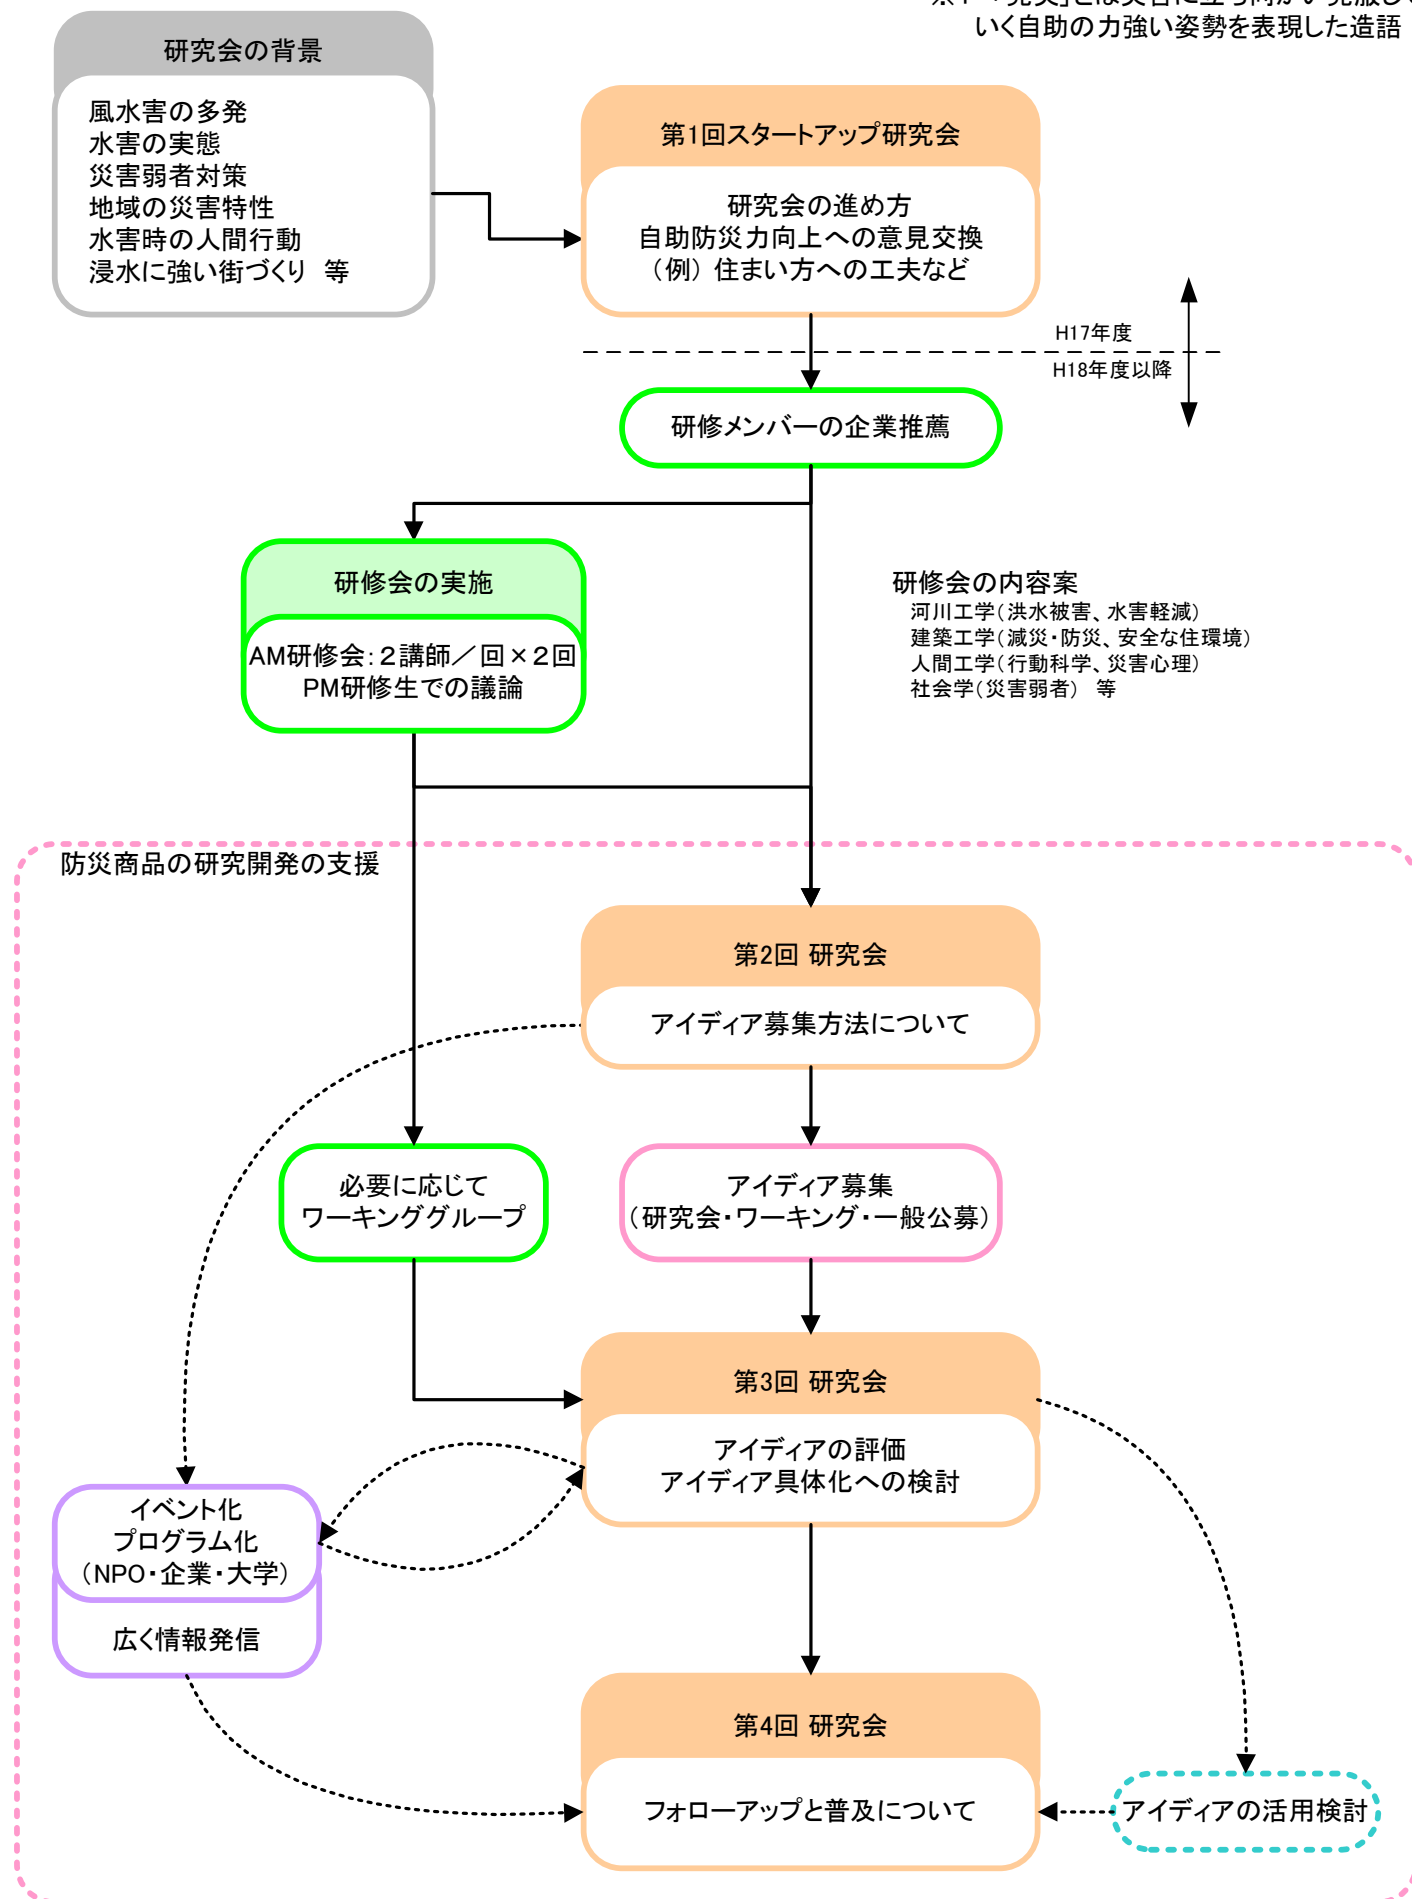 いく自助の力強い姿勢を表現した造語
研究会の背景
風水害の多発
水害の実態
災害弱者対策
地域の災害特性
水害時の人間行動
浸水に強い街づくり 等
第1回スタートアップ研究会
研究会の進め方
自助防災力向上への意見交換
（例）住まい方への工夫など
H17年度
H18年度以降
研修メンバーの企業推薦
研修会の実施
AM研修会：２講師／回×２回
PM研修生での議論
研修会の内容案
河川工学（洪水被害、水害軽減）
建築工学（減災・防災、安全な住環境）
人間工学（行動科学、災害心理）
社会学（災害弱者） 等
防災商品の研究開発の支援
第2回 研究会
アイディア募集方法について
必要に応じて
ワーキンググループ
アイディア募集
（研究会・ワーキング・一般公募）
第3回 研究会
アイディアの評価
アイディア具体化への検討
イベント化
プログラム化
（NPO・企業・大学）
広く情報発信
第4回 研究会
フォローアップと普及について
アイディアの活用検討